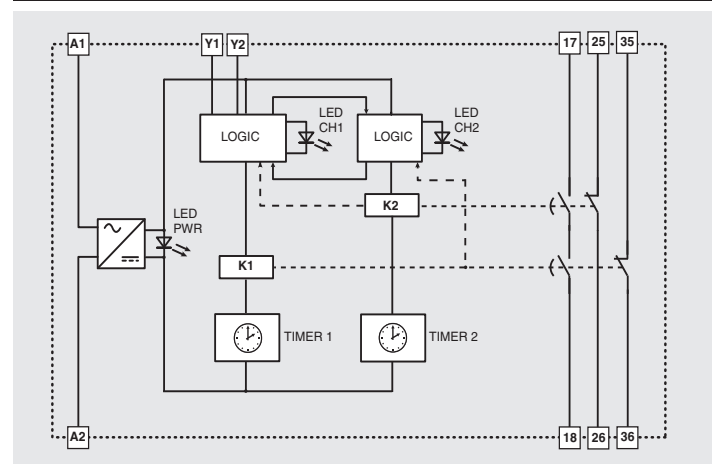 A1 Y1 Y2 17 25 35
LED
CH1
LED
CH2
LOGIC
LOGIC
K2
LED
PWR
K1
TIMER 1
TIMER 2
A2 18 26 36